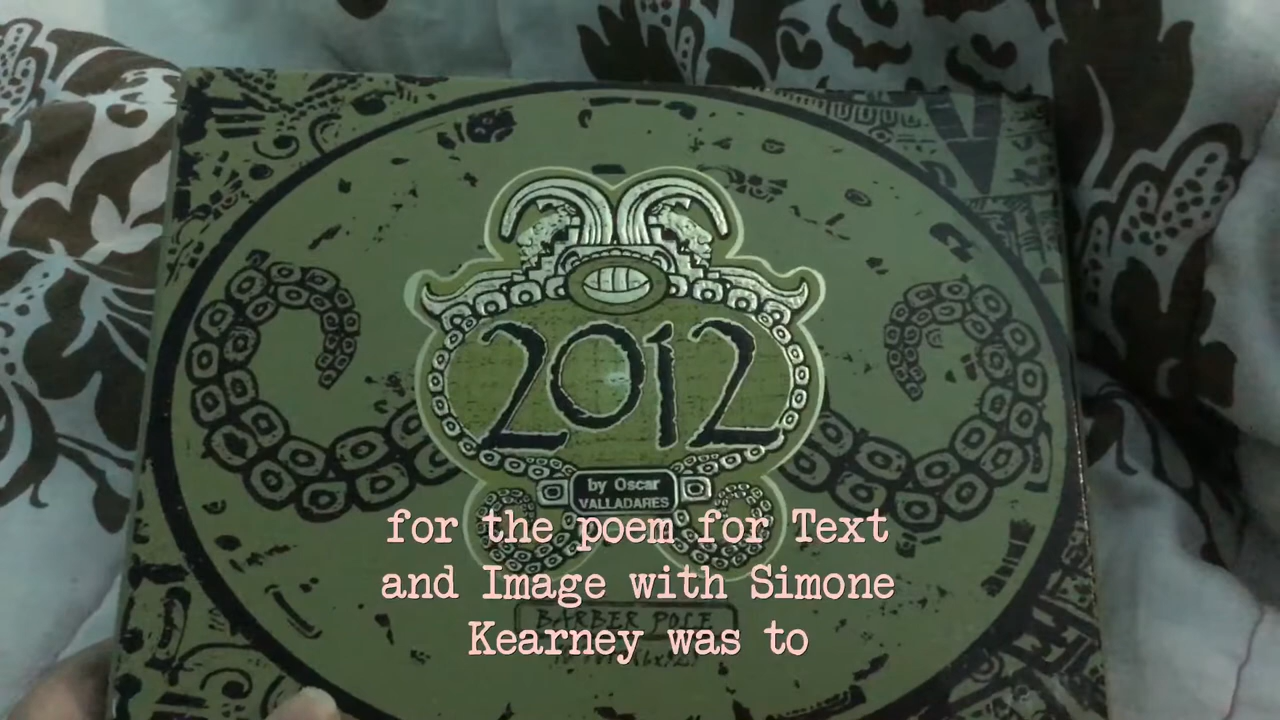 2012
by Oscar
VALLADARES
for the poem for Text
and Image with Simone
Kearney was to
BARBER POLE